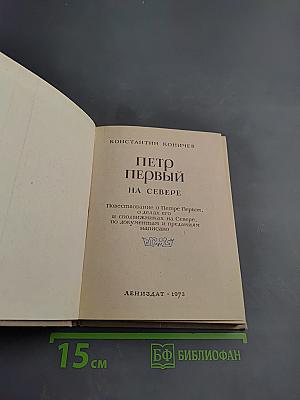 КОНСТАНТИН КОНИЧЕВ
ПЕТР
ПЕРВЫЙ
НА СЕВЕРЕ
Повествование о Петре Первом,
о делах его
и сподвижниках на Севере,
по документам и преданиям
написано
ЛЕНИЗДАТ • 1973
15 см
БФ БИБЛИОФАН